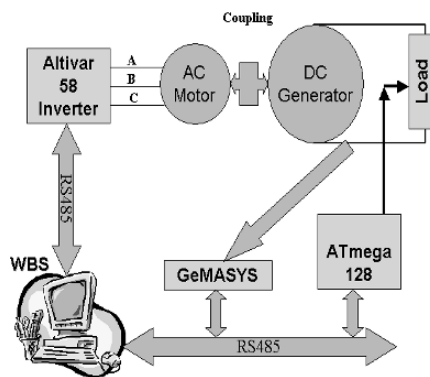 Coupling
Altivar
58
Inverter
A
B
C
AC
Motor
DC
Generator
Load
RS485
WBS
GeMASYS
ATmega
128
RS485